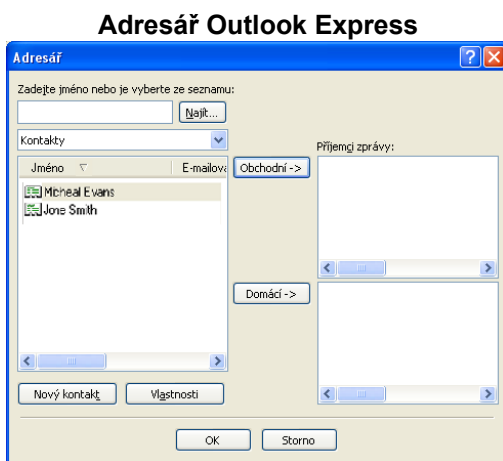 Adresář Outlook Express
Adresář
Zadejte jméno nebo je vyberte ze seznamu:
Najít...
Kontakty
Příjemci zprávy:
Jméno E-mailova
Obchodní ->
Micheal Evans
Jone Smith
Domácí ->
Nový kontakt Vlastnosti
OK Storno